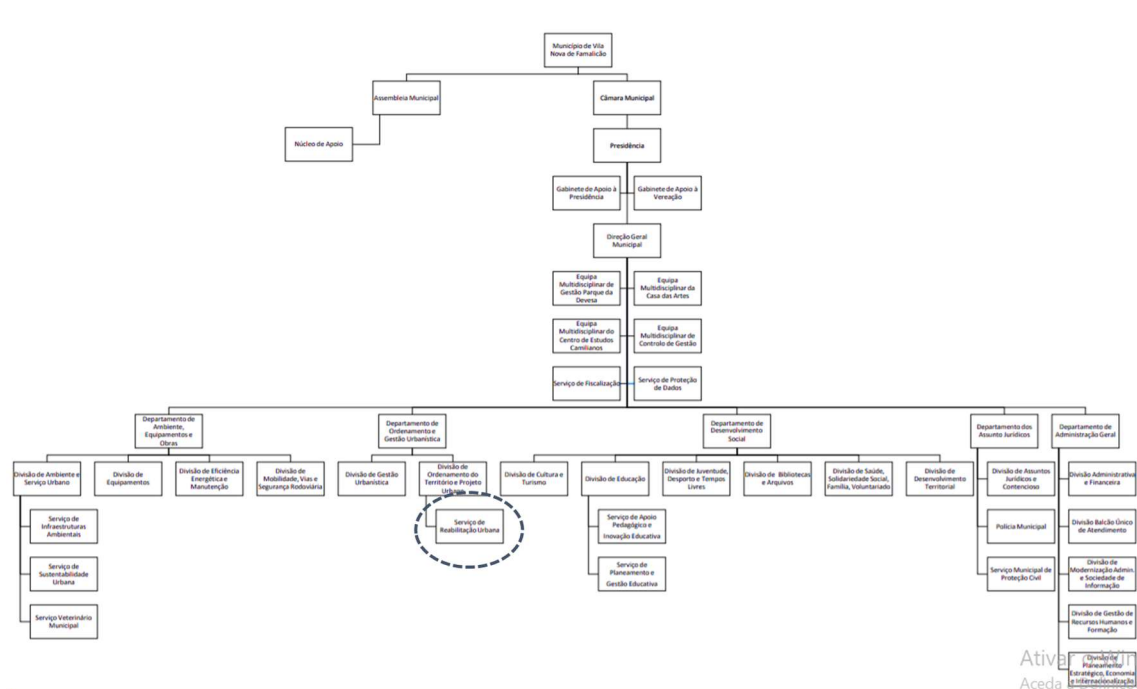 Município de Vila
Nova de Famalicão
Assembleia Municipal
Câmara Municipal
Núcleo de Apoio
Presidência
Gabinete de Apoio à
Presidência
Gabinete de Apoio à
Vereação
Direção Geral
Municipal
Equipa
Multidisciplinar de
Gestão Parque da
Devesa
Equipa
Multidisciplinar da
Casa das Artes
Equipa
Multidisciplinar do
Centro de Estudos
Camilianos
Equipa
Multidisciplinar de
Controlo de Gestão
Serviço de Fiscalização
Serviço de Proteção
de Dados
Departamento de
Ambiente,
Equipamentos e
Obras
Departamento de
Ordenamento e
Gestão Urbanística
Departamento de
Desenvolvimento
Social
Departamento dos
Assunto Jurídicos
Departamento de
Administração Geral
Divisão de Ambiente e
Serviço Urbano
Divisão de
Equipamentos
Divisão de Eficiência
Energética e
Manutenção
Divisão de
Mobilidade, Vias e
Segurança Rodoviária
Divisão de Gestão
Urbanística
Divisão de
Ordenamento do
Território e Projeto
Urbano
Divisão de Cultura e
Turismo
Divisão de Educação
Divisão de Juventude,
Desporto e Tempos
Livres
Divisão de Bibliotecas
e Arquivos
Divisão de Saúde,
Solidariedade Social,
Família, Voluntariado
Divisão de
Desenvolvimento
Territorial
Divisão de Assuntos
Jurídicos e
Contencioso
Divisão Administrativa
e Financeira
Serviço de
Infraestruturas
Ambientais
Serviço de
Reabilitação Urbana
Serviço de Apoio
Pedagógico e
Inovação Educativa
Polícia Municipal
Divisão Balcão Único
de Atendimento
Serviço de
Sustentabilidade
Urbana
Serviço de
Planeamento e
Gestão Educativa
Serviço Municipal de
Proteção Civil
Divisão de
Modernização Admin.
e Sociedade de
Informação
Serviço Veterinário
Municipal
Divisão de Gestão de
Recursos Humanos e
Formação
Divisão de
Planeamento
Estratégico, Economia
e Internacionalização
Ativar o Win
Aceda